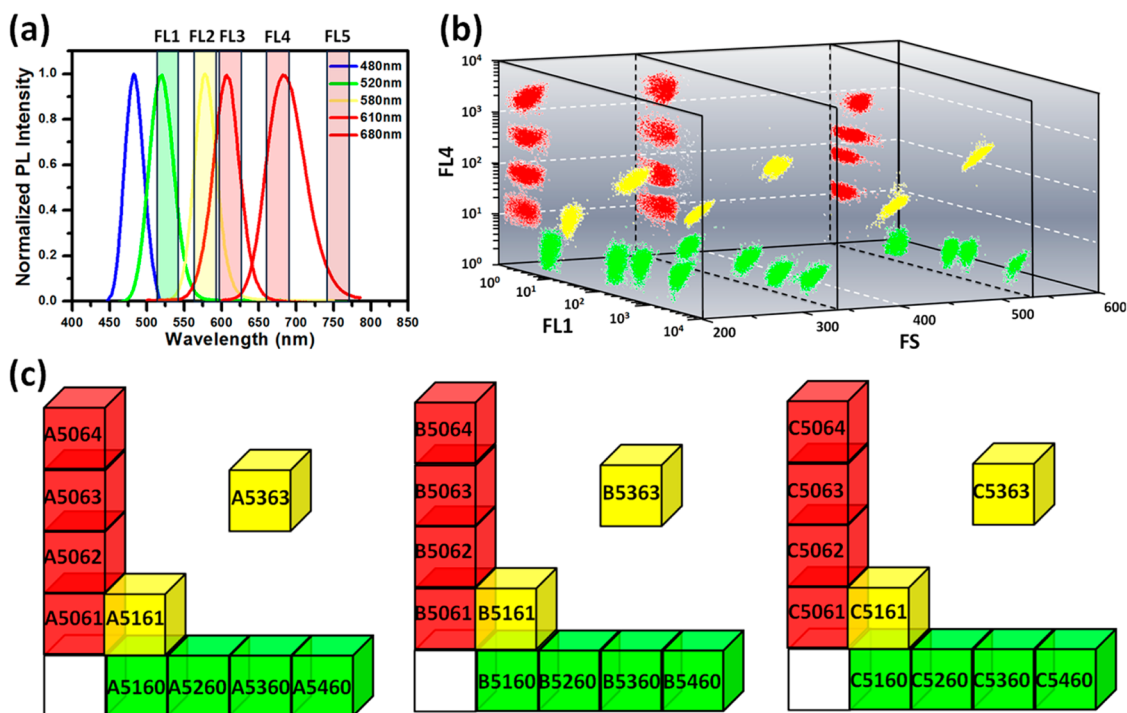 (a)
FL1 FL2 FL3 FL4 FL5
Normalized PL Intensity
1.0
0.8
0.6
0.4
0.2
0.0
480nm
520nm
580nm
610nm
680nm
400 450 500 550 600 650 700 750 800 850
Wavelength (nm)
(b)
FL4
10⁴
10³
10²
10¹
10⁰
10⁰ 10¹ 10² 10³ 10⁴
FL1
200 300 400 500 600
FS
(c)
A5064
A5063
A5363
A5062
A5061 A5161
A5160 A5260 A5360 A5460
B5064
B5063
B5363
B5062
B5061 B5161
B5160 B5260 B5360 B5460
C5064
C5063
C5363
C5062
C5061 C5161
C5160 C5260 C5360 C5460